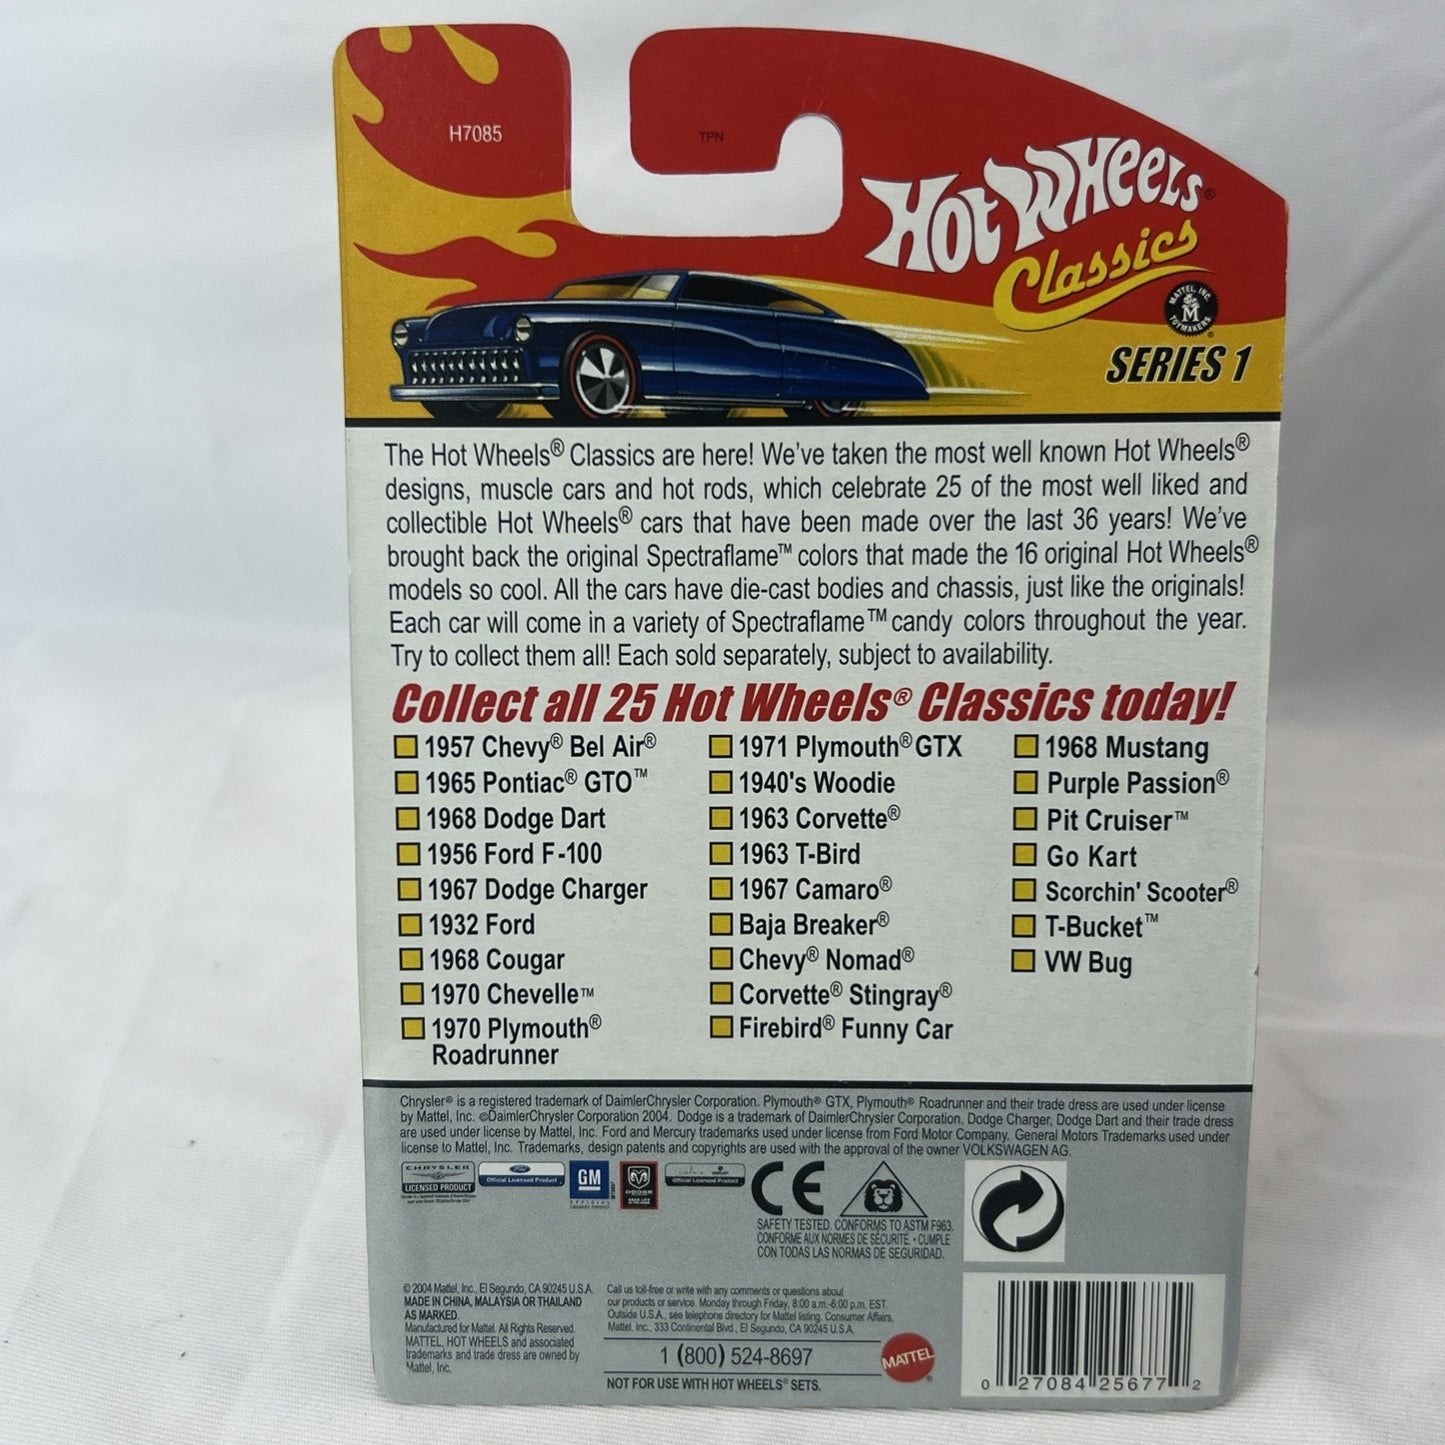 H7085
TPN
Hot Wheels®
Classics
MATTEL, INC.
M
TOYMAKERS
SERIES 1
The Hot Wheels® Classics are here! We've taken the most well known Hot Wheels®
designs, muscle cars and hot rods, which celebrate 25 of the most well liked and
collectible Hot Wheels® cars that have been made over the last 36 years! We've
brought back the original Spectraflame™ colors that made the 16 original Hot Wheels®
models so cool. All the cars have die-cast bodies and chassis, just like the originals!
Each car will come in a variety of Spectraflame™ candy colors throughout the year.
Try to collect them all! Each sold separately, subject to availability.
Collect all 25 Hot Wheels® Classics today!
1957 Chevy® Bel Air®
1965 Pontiac® GTO™
1968 Dodge Dart
1956 Ford F-100
1967 Dodge Charger
1932 Ford
1968 Cougar
1970 Chevelle™
1970 Plymouth®
Roadrunner
1971 Plymouth® GTX
1940's Woodie
1963 Corvette®
1963 T-Bird
1967 Camaro®
Baja Breaker®
Chevy® Nomad®
Corvette® Stingray®
Firebird® Funny Car
1968 Mustang
Purple Passion®
Pit Cruiser™
Go Kart
Scorchin' Scooter®
T-Bucket™
VW Bug
Chrysler® is a registered trademark of DaimlerChrysler Corporation. Plymouth® GTX, Plymouth® Roadrunner and their trade dress are used under license
by Mattel, Inc. ©DaimlerChrysler Corporation 2004. Dodge is a trademark of DaimlerChrysler Corporation. Dodge Charger, Dodge Dart and their trade dress
are used under license by Mattel, Inc. Ford and Mercury trademarks used under license from Ford Motor Company. General Motors Trademarks used under
license to Mattel, Inc. Trademarks, design patents and copyrights are used with the approval of the owner VOLKSWAGEN AG.
CHRYSLER
LICENSED PRODUCT
Ford
Official Licensed Product
GM
DODGE
Official Licensed Product
CE
SAFETY TESTED. CONFORMS TO ASTM F963.
CONFORME AUX NORMES DE SÉCURITÉ. • CUMPLE
CON TODAS LAS NORMAS DE SEGURIDAD.
© 2004 Mattel, Inc., El Segundo, CA 90245 U.S.A.
MADE IN CHINA, MALAYSIA OR THAILAND
AS MARKED.
Manufactured for Mattel. All Rights Reserved.
MATTEL, HOT WHEELS and associated
trademarks and trade dress are owned by
Mattel, Inc.
Call us toll-free or write with any comments or questions about
our products or service. Monday through Friday, 8:00 a.m.-6:00 p.m. EST.
Outside U.S.A., see telephone directory for Mattel listing. Consumer Affairs,
Mattel, Inc., 333 Continental Blvd., El Segundo, CA 90245 U.S.A.
1 (800) 524-8697
NOT FOR USE WITH HOT WHEELS® SETS.
MATTEL
0 27084 25677 2